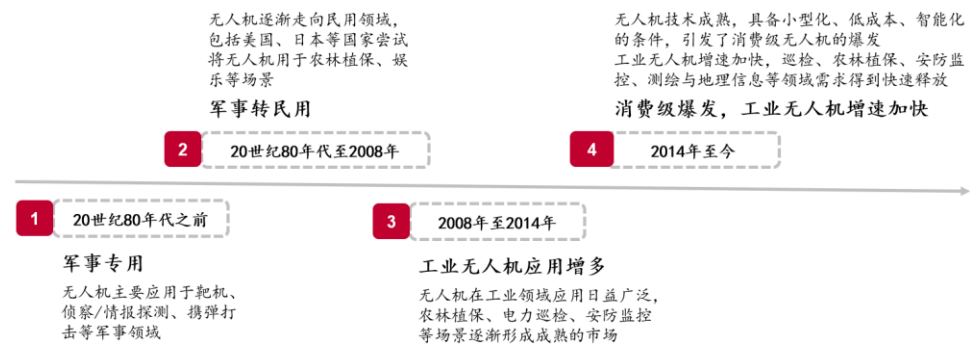 无人机逐渐走向民用领域，
包括美国、日本等国家尝试
将无人机用于农林植保、娱
乐等场景
军事转民用
2
20世纪80年代至2008年
无人机技术成熟，具备小型化、低成本、智能化
的条件，引发了消费级无人机的爆发
工业无人机增速加快，巡检、农林植保、安防监
控、测绘与地理信息等领域需求得到快速释放
消费级爆发，工业无人机增速加快
4
2014年至今
1
20世纪80年代之前
军事专用
无人机主要应用于靶机、
侦察/情报探测、携弹打
击等军事领域
3
2008年至2014年
工业无人机应用增多
无人机在工业领域应用日益广泛，
农林植保、电力巡检、安防监控
等场景逐渐形成成熟的市场